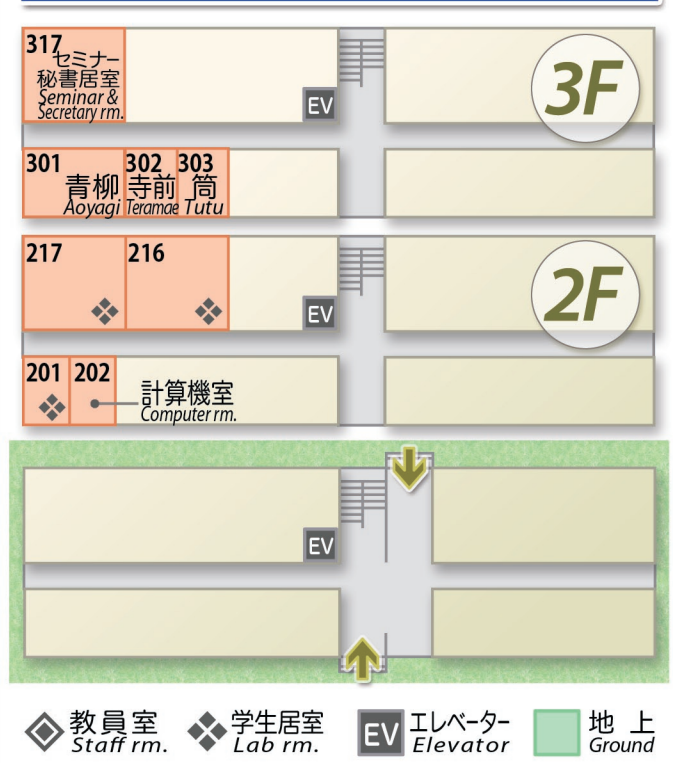 317
セミナー
秘書居室
Seminar &
Secretary rm.
EV
3F
301
青柳
Aoyagi
302
寺前
Teramae
303
筒
Tutu
217
216
EV
2F
201
202
計算機室
Computer rm.
EV
教員室
Staff rm.
学生居室
Lab rm.
EV
エレベーター
Elevator
地上
Ground